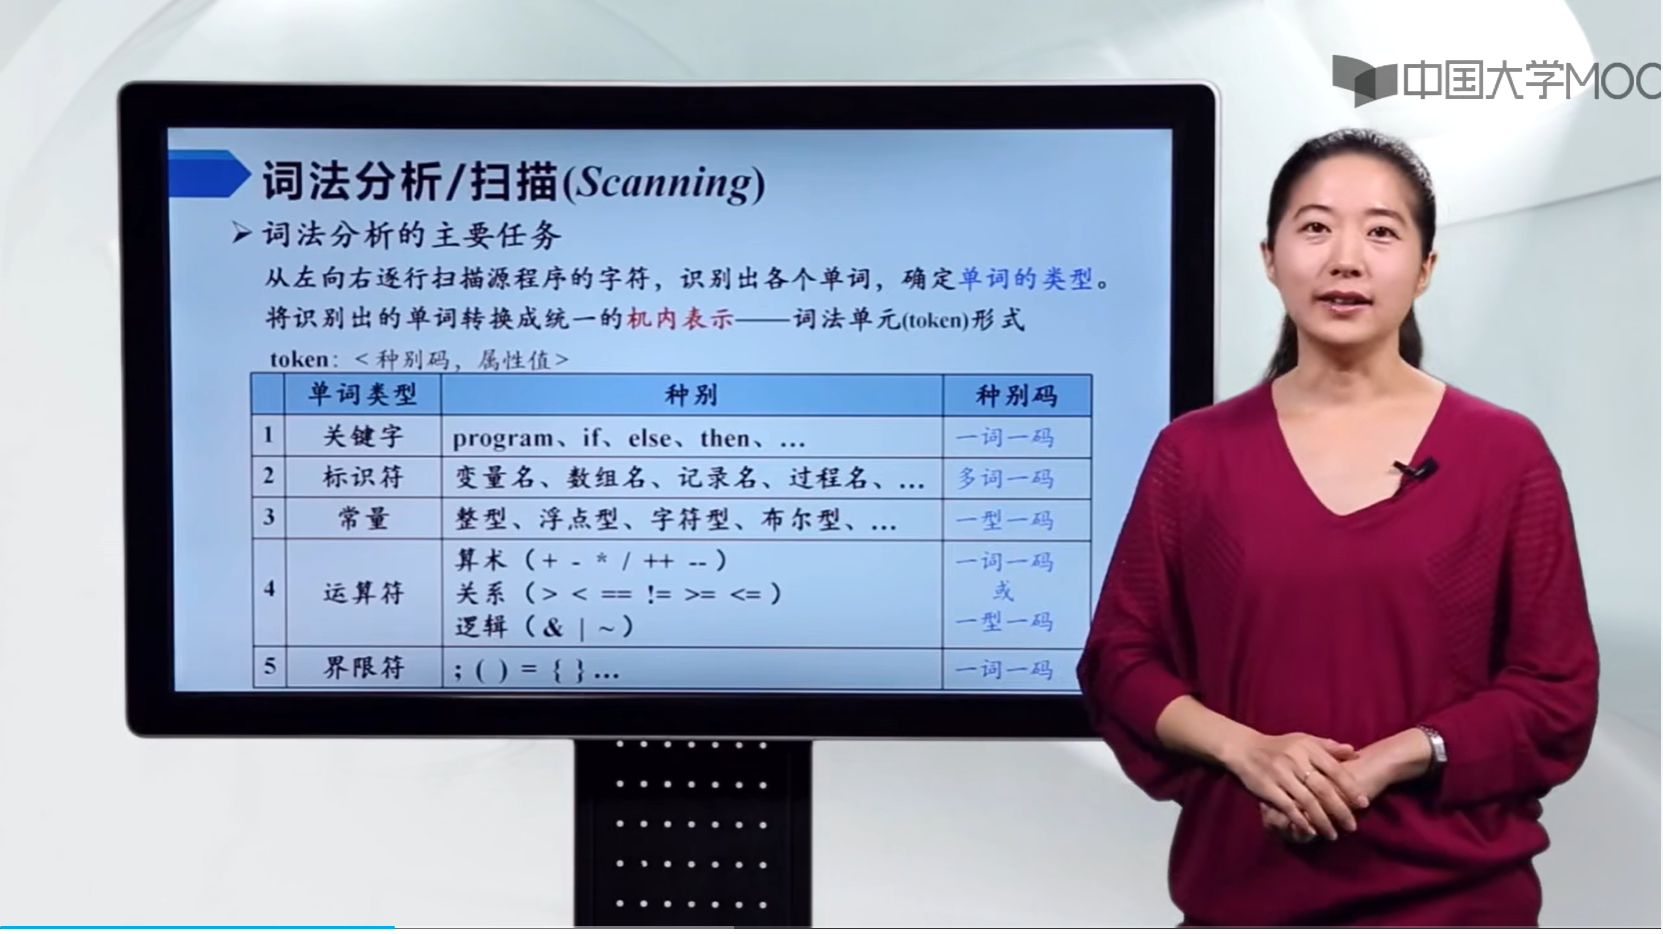 中国大学MOO
词法分析/扫描(Scanning)
词法分析的主要任务
从左向右逐行扫描源程序的字符，识别出各个单词，确定单词的类型。
将识别出的单词转换成统一的机内表示——词法单元(token)形式
token：<种别码，属性值>
单词类型 种别 种别码
1 关键字 program、if、else、then、… 一词一码
2 标识符 变量名、数组名、记录名、过程名、… 多词一码
3 常量 整型、浮点型、字符型、布尔型、… 一型一码
4 运算符 算术（+ - * / ++ --） 一词一码
关系（> < == != >= <=） 或
逻辑（& | ~） 一型一码
5 界限符 ; ( ) = { } … 一词一码